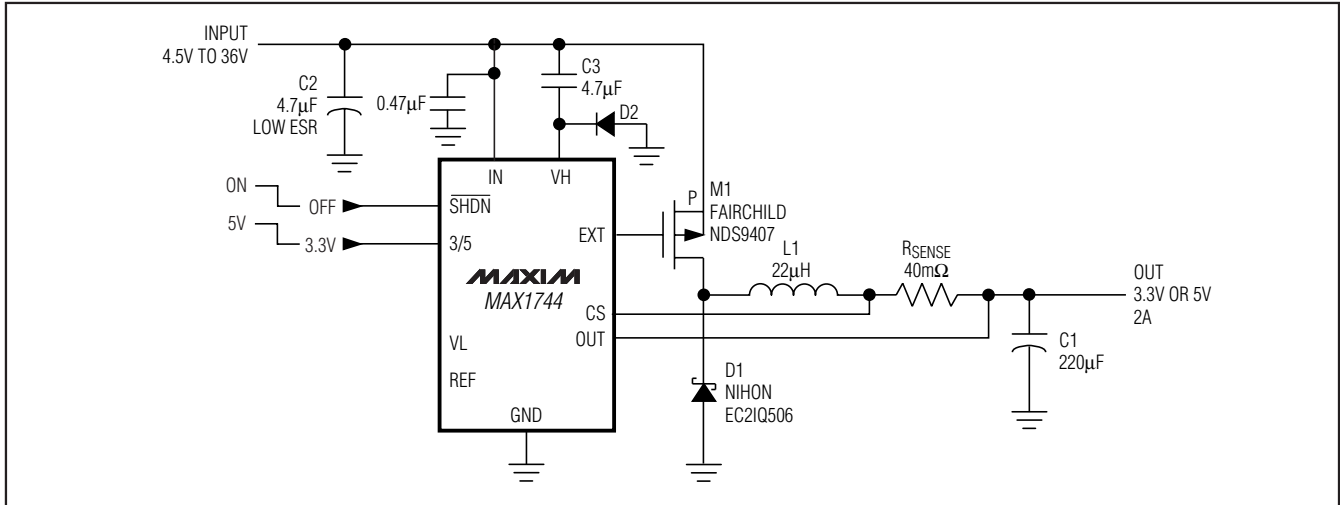 INPUT
4.5V TO 36V
C2
4.7μF
LOW ESR
0.47μF
C3
4.7μF
D2
IN
VH
ON
OFF
SHDN
5V
3.3V
3/5
EXT
P
M1
FAIRCHILD
NDS9407
MAXIM
MAX1744
L1
22μH
RSENSE
40mΩ
OUT
3.3V OR 5V
2A
CS
OUT
VL
REF
GND
D1
NIHON
EC2IQ506
C1
220μF